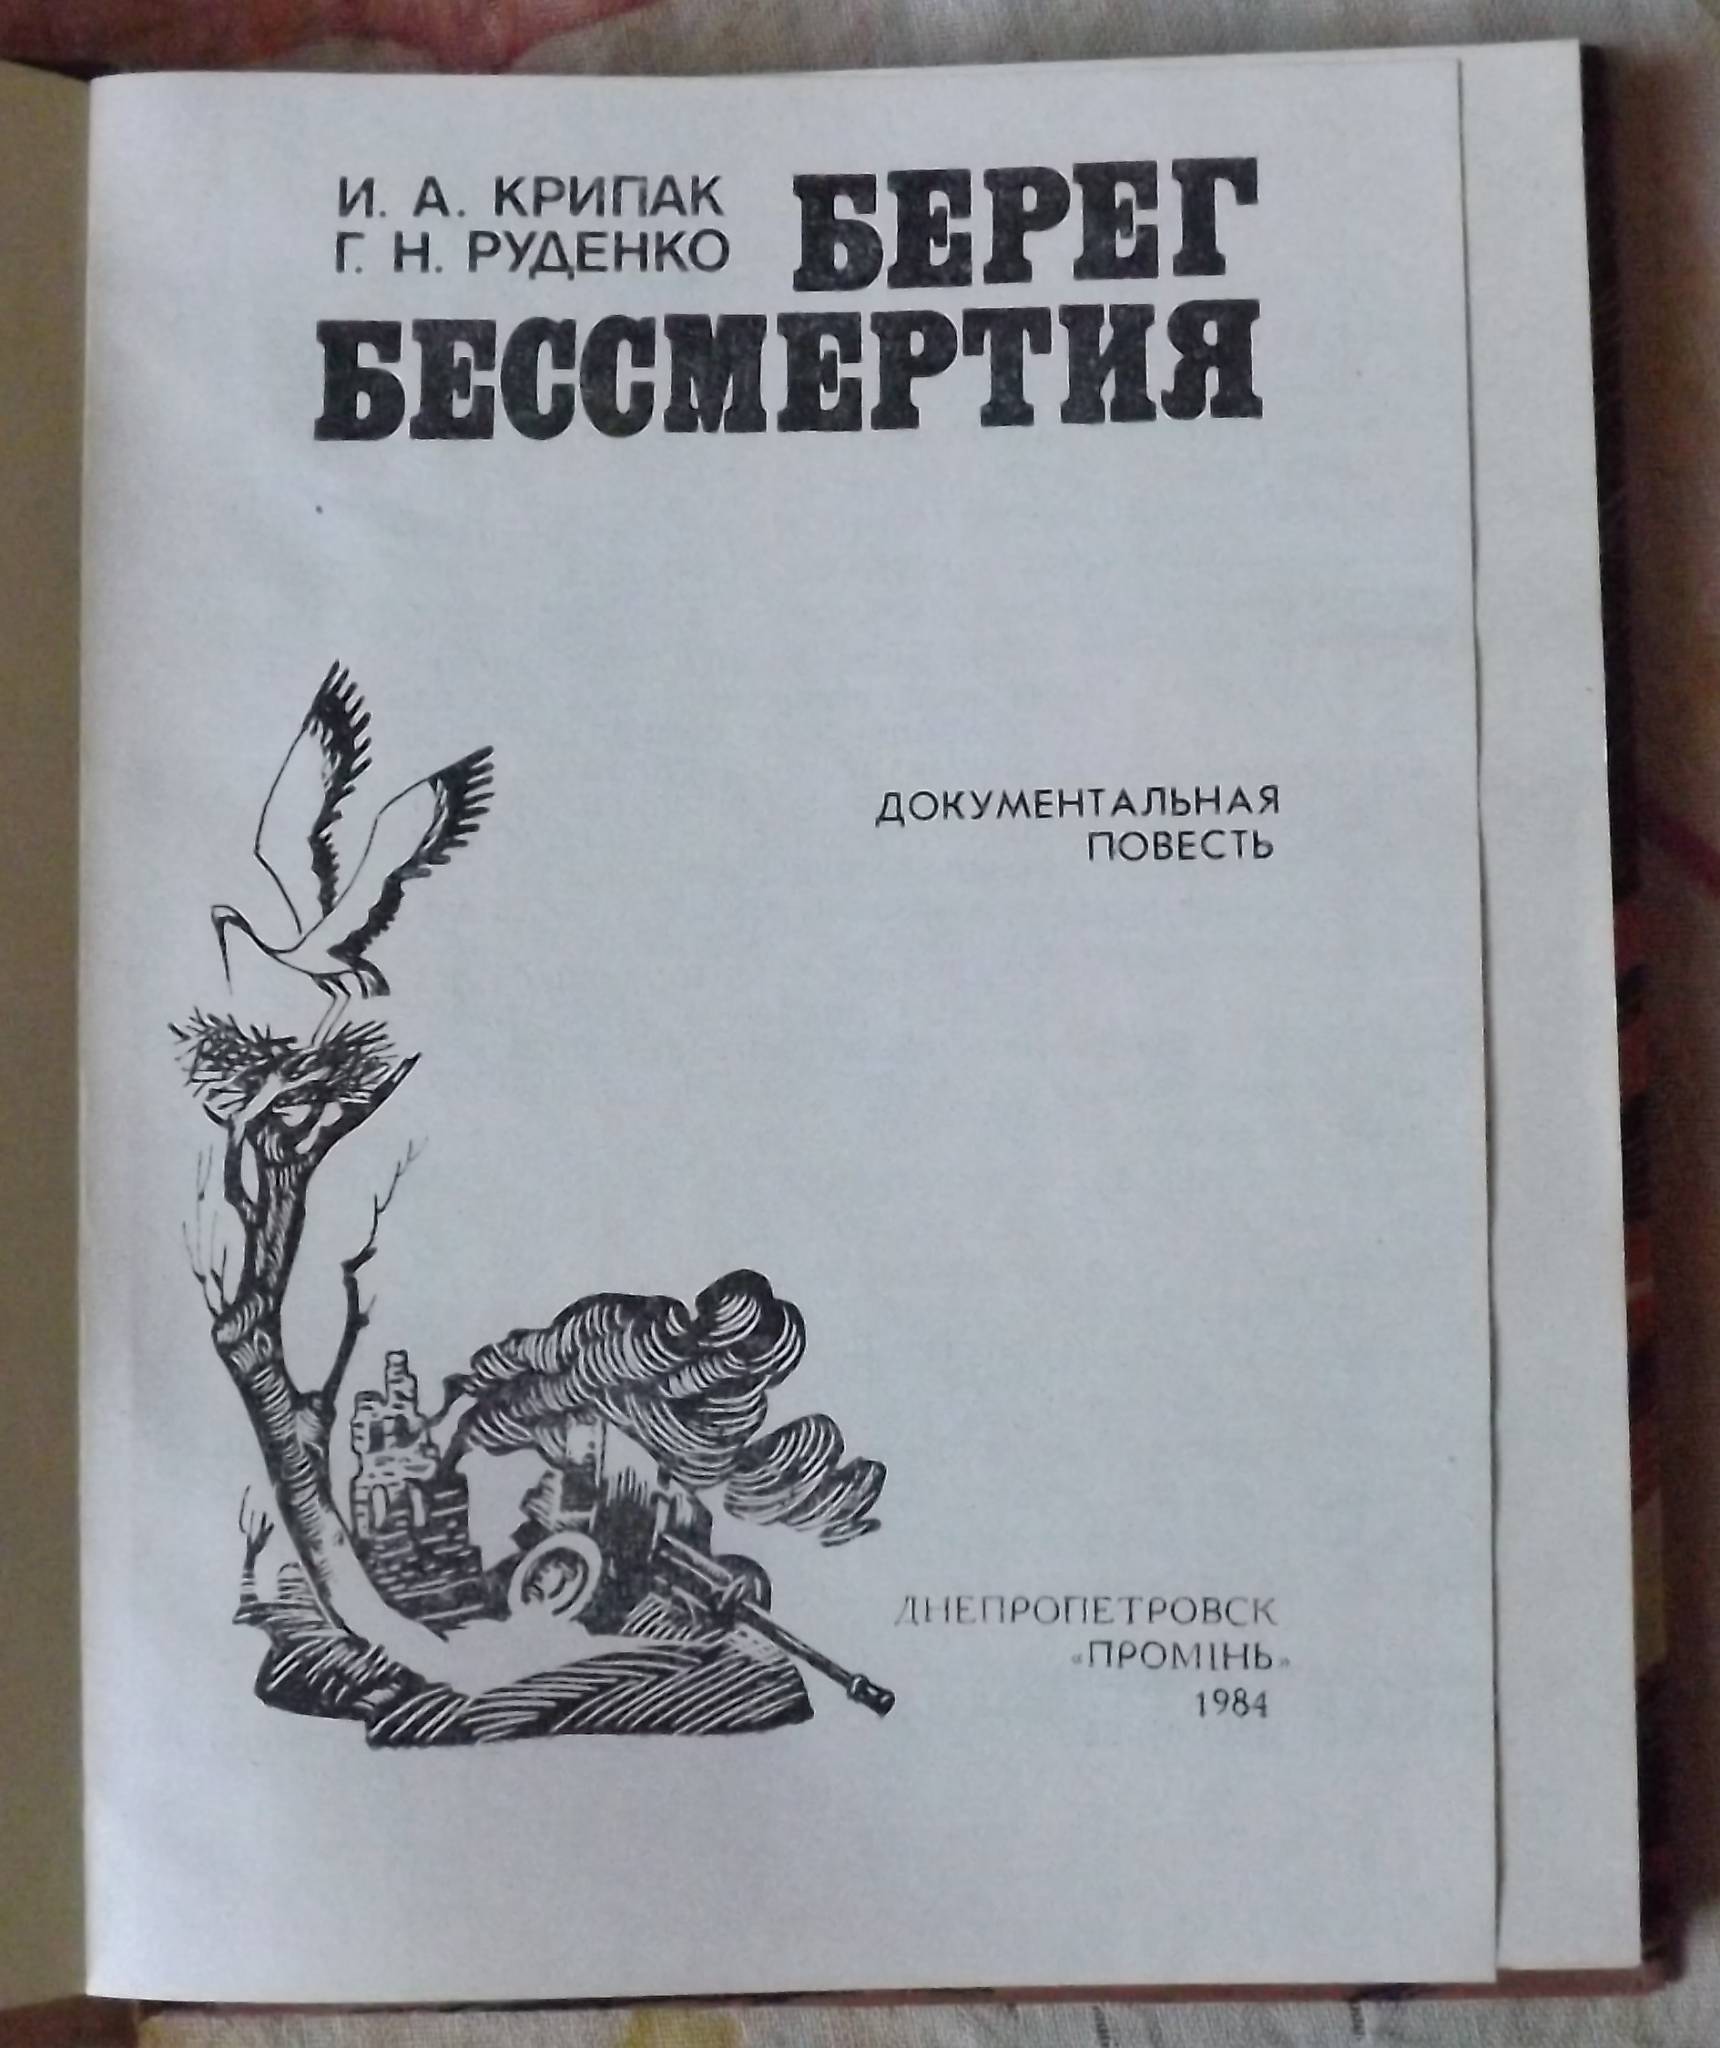 И. А. КРИПАК
Г. Н. РУДЕНКО
БЕРЕГ
БЕССМЕРТИЯ
ДОКУМЕНТАЛЬНАЯ
ПОВЕСТЬ
ДНЕПРОПЕТРОВСК
«ПРОМІНЬ»
1984